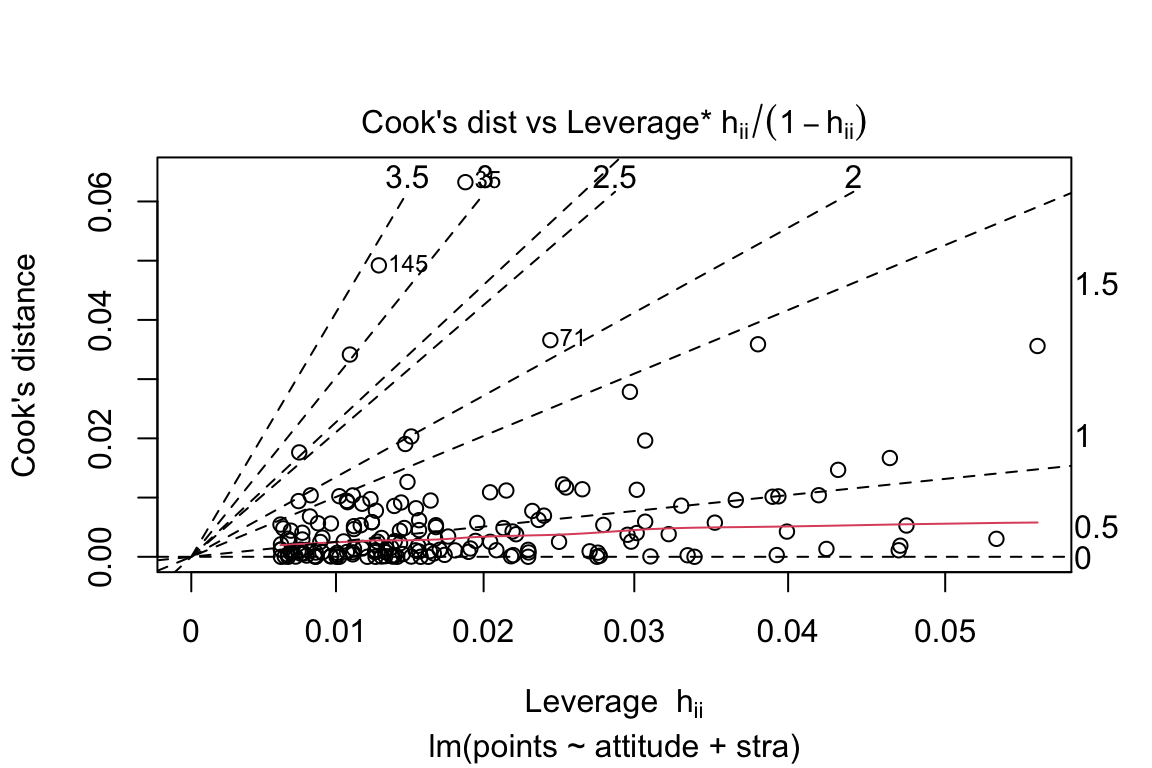 Cook's dist vs Leverage* hii/(1 − hii)
3.5 35 3 2.5 2
145
71
Cook's distance
0.06
0.04
0.02
0.00
1.5
1
0.5
0
0 0.01 0.02 0.03 0.04 0.05
Leverage hii
lm(points ~ attitude + stra)